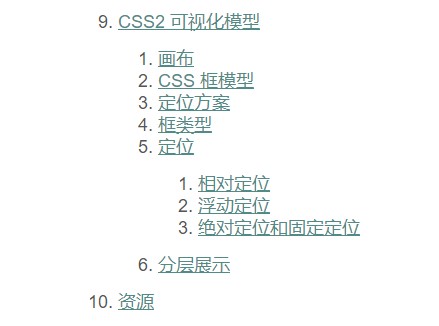 9. CSS2 可视化模型
1. 画布
2. CSS 框模型
3. 定位方案
4. 框类型
5. 定位
1. 相对定位
2. 浮动定位
3. 绝对定位和固定定位
6. 分层展示
10. 资源